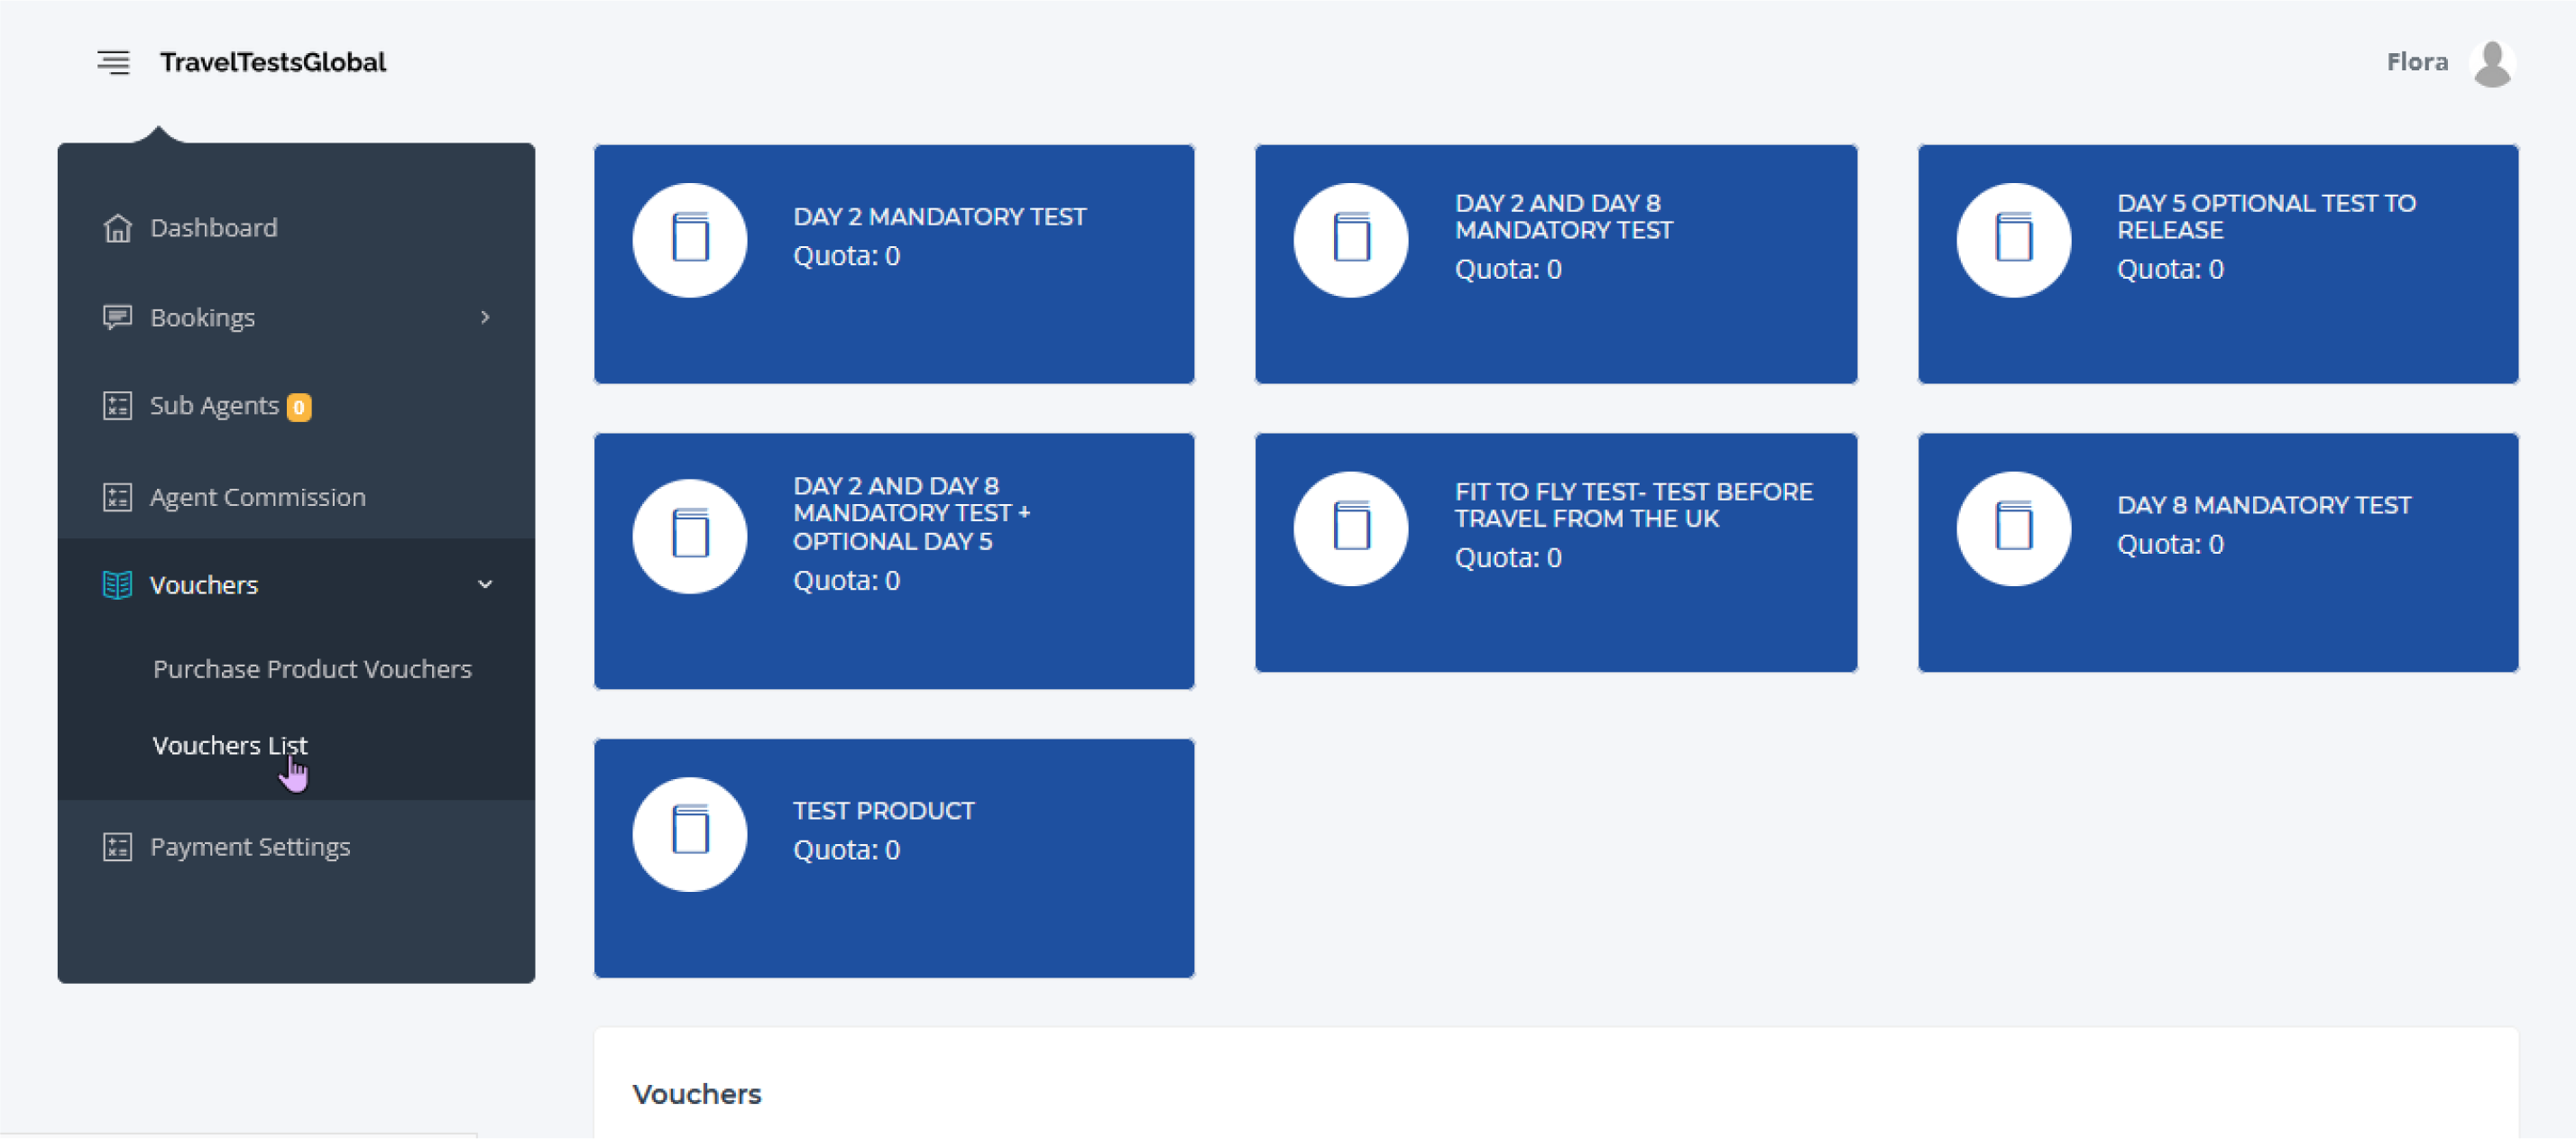 TravelTestsGlobal
Flora
Dashboard
Bookings
Sub Agents 0
Agent Commission
Vouchers
Purchase Product Vouchers
Vouchers List
Payment Settings
DAY 2 MANDATORY TEST
Quota: 0
DAY 2 AND DAY 8
MANDATORY TEST
Quota: 0
DAY 5 OPTIONAL TEST TO
RELEASE
Quota: 0
DAY 2 AND DAY 8
MANDATORY TEST +
OPTIONAL DAY 5
Quota: 0
FIT TO FLY TEST- TEST BEFORE
TRAVEL FROM THE UK
Quota: 0
DAY 8 MANDATORY TEST
Quota: 0
TEST PRODUCT
Quota: 0
Vouchers